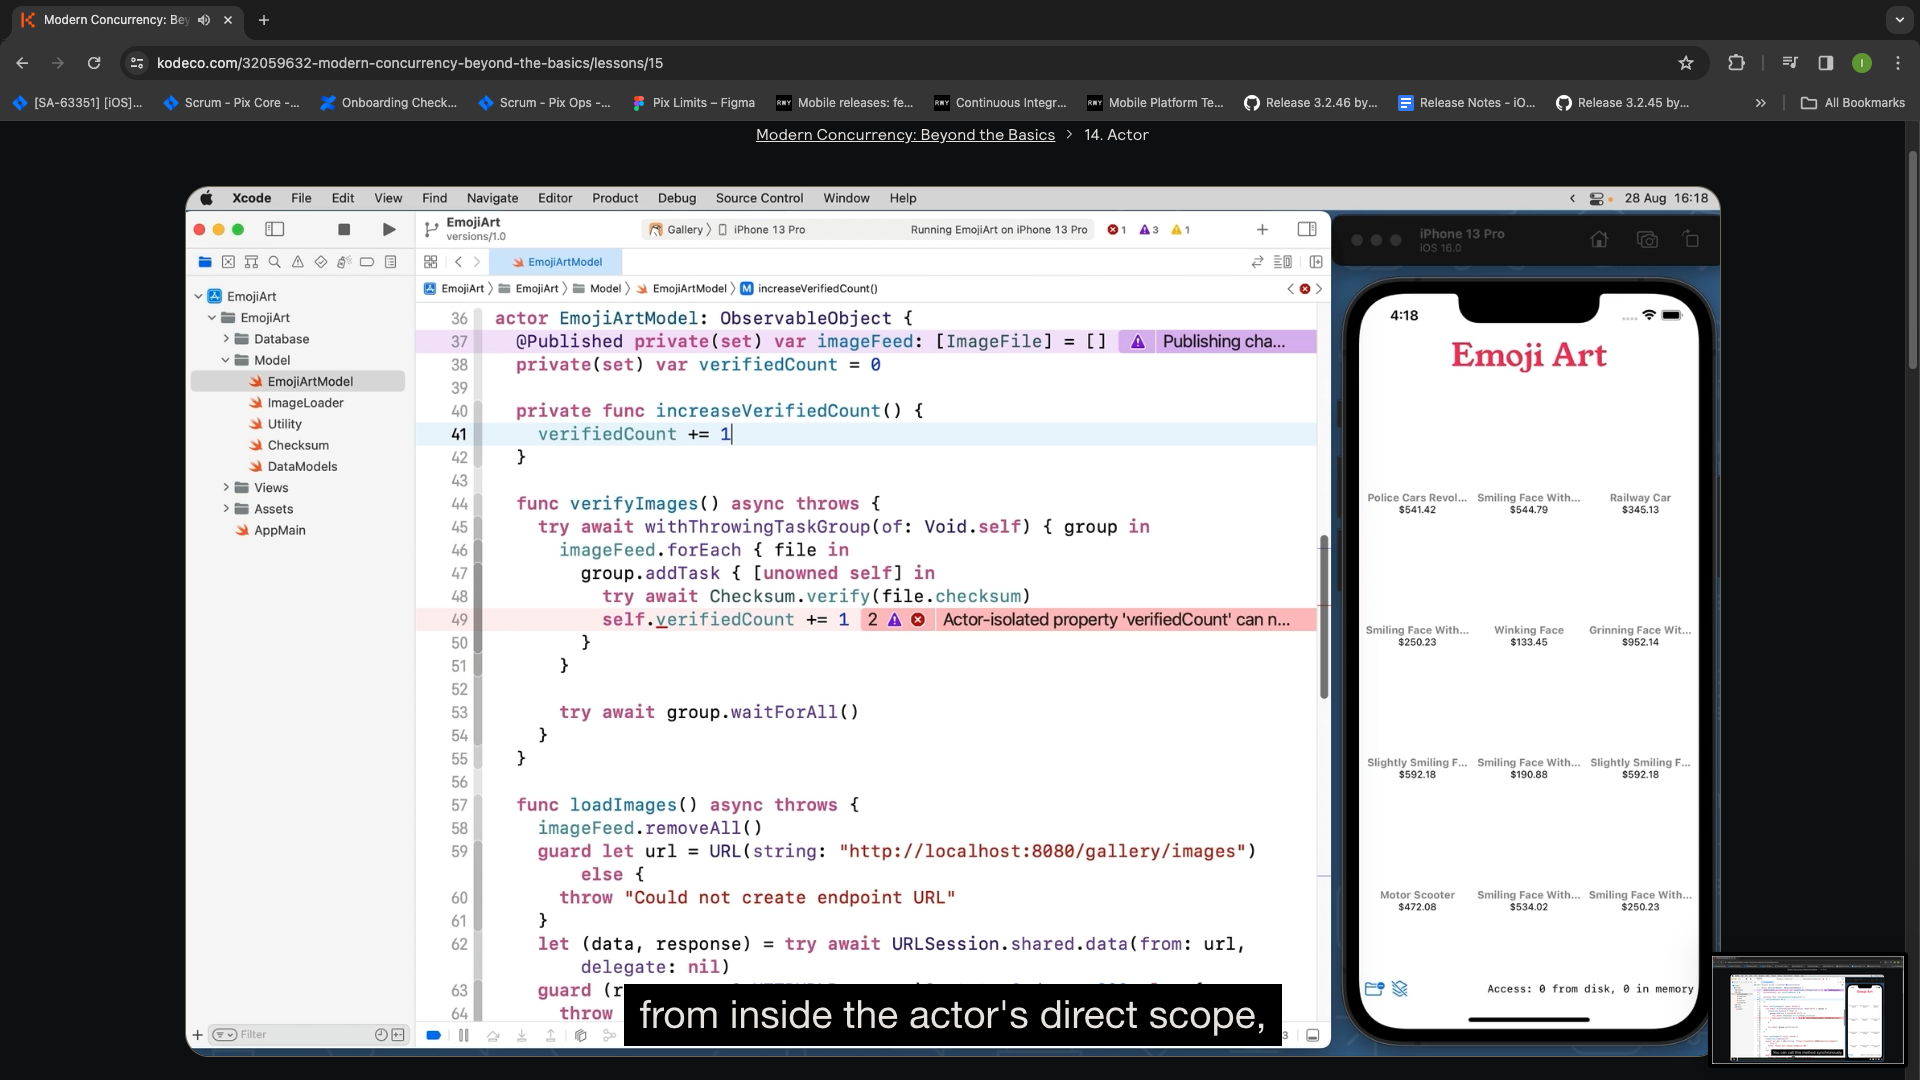 Modern Concurrency: Bey
kodeco.com/32059632-modern-concurrency-beyond-the-basics/lessons/15
I
[SA-63351] [iOS]...
Scrum - Pix Core -...
Onboarding Check...
Scrum - Pix Ops -...
Pix Limits – Figma
Mobile releases: fe...
Continuous Integr...
Mobile Platform Te...
Release 3.2.46 by...
Release Notes - iO...
Release 3.2.45 by...
All Bookmarks
Modern Concurrency: Beyond the Basics > 14. Actor
Xcode File Edit View Find Navigate Editor Product Debug Source Control Window Help
28 Aug 16:18
EmojiArt
versions/1.0
Gallery
iPhone 13 Pro
Running EmojiArt on iPhone 13 Pro
1 3 1
EmojiArtModel
EmojiArt
EmojiArt
Model
EmojiArtModel
M increaseVerifiedCount()
EmojiArt
EmojiArt
Database
Model
EmojiArtModel
ImageLoader
Utility
Checksum
DataModels
Views
Assets
AppMain
Filter
36 actor EmojiArtModel: ObservableObject {
37 @Published private(set) var imageFeed: [ImageFile] = [] Publishing cha...
38 private(set) var verifiedCount = 0
39
40 private func increaseVerifiedCount() {
41 verifiedCount += 1
42 }
43
44 func verifyImages() async throws {
45 try await withThrowingTaskGroup(of: Void.self) { group in
46 imageFeed.forEach { file in
47 group.addTask { [unowned self] in
48 try await Checksum.verify(file.checksum)
49 self.verifiedCount += 1 2 Actor-isolated property 'verifiedCount' can n...
50 }
51 }
52
53 try await group.waitForAll()
54 }
55 }
56
57 func loadImages() async throws {
58 imageFeed.removeAll()
59 guard let url = URL(string: "http://localhost:8080/gallery/images")
else {
60 throw "Could not create endpoint URL"
61 }
62 let (data, response) = try await URLSession.shared.data(from: url,
delegate: nil)
63 guard (r
64 throw
from inside the actor's direct scope,
iPhone 13 Pro
iOS 16.0
4:18
Emoji Art
Police Cars Revol... Smiling Face With... Railway Car
$541.42 $544.79 $345.13
Smiling Face With... Winking Face Grinning Face Wit...
$250.23 $133.45 $952.14
Slightly Smiling F... Smiling Face With... Slightly Smiling F...
$592.18 $190.88 $592.18
Motor Scooter Smiling Face With... Smiling Face With...
$472.08 $534.02 $250.23
Access: 0 from disk, 0 in memory